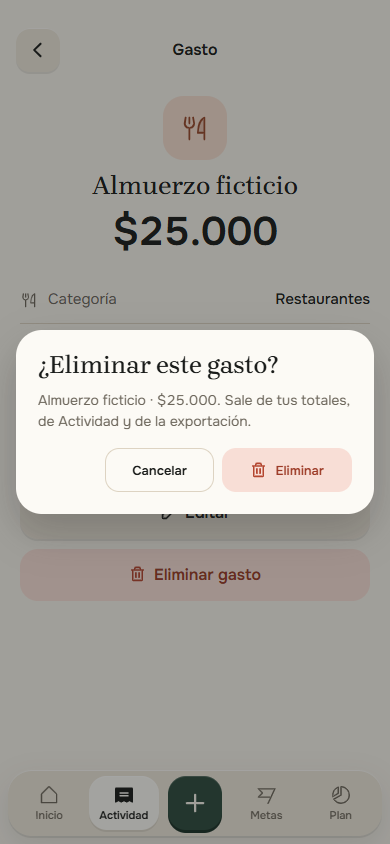 Gasto
Almuerzo ficticio
$25.000
Categoría Restaurantes
¿Eliminar este gasto?
Almuerzo ficticio · $25.000. Sale de tus totales,
de Actividad y de la exportación.
Cancelar Eliminar
Editar
Eliminar gasto
Inicio Actividad Metas Plan